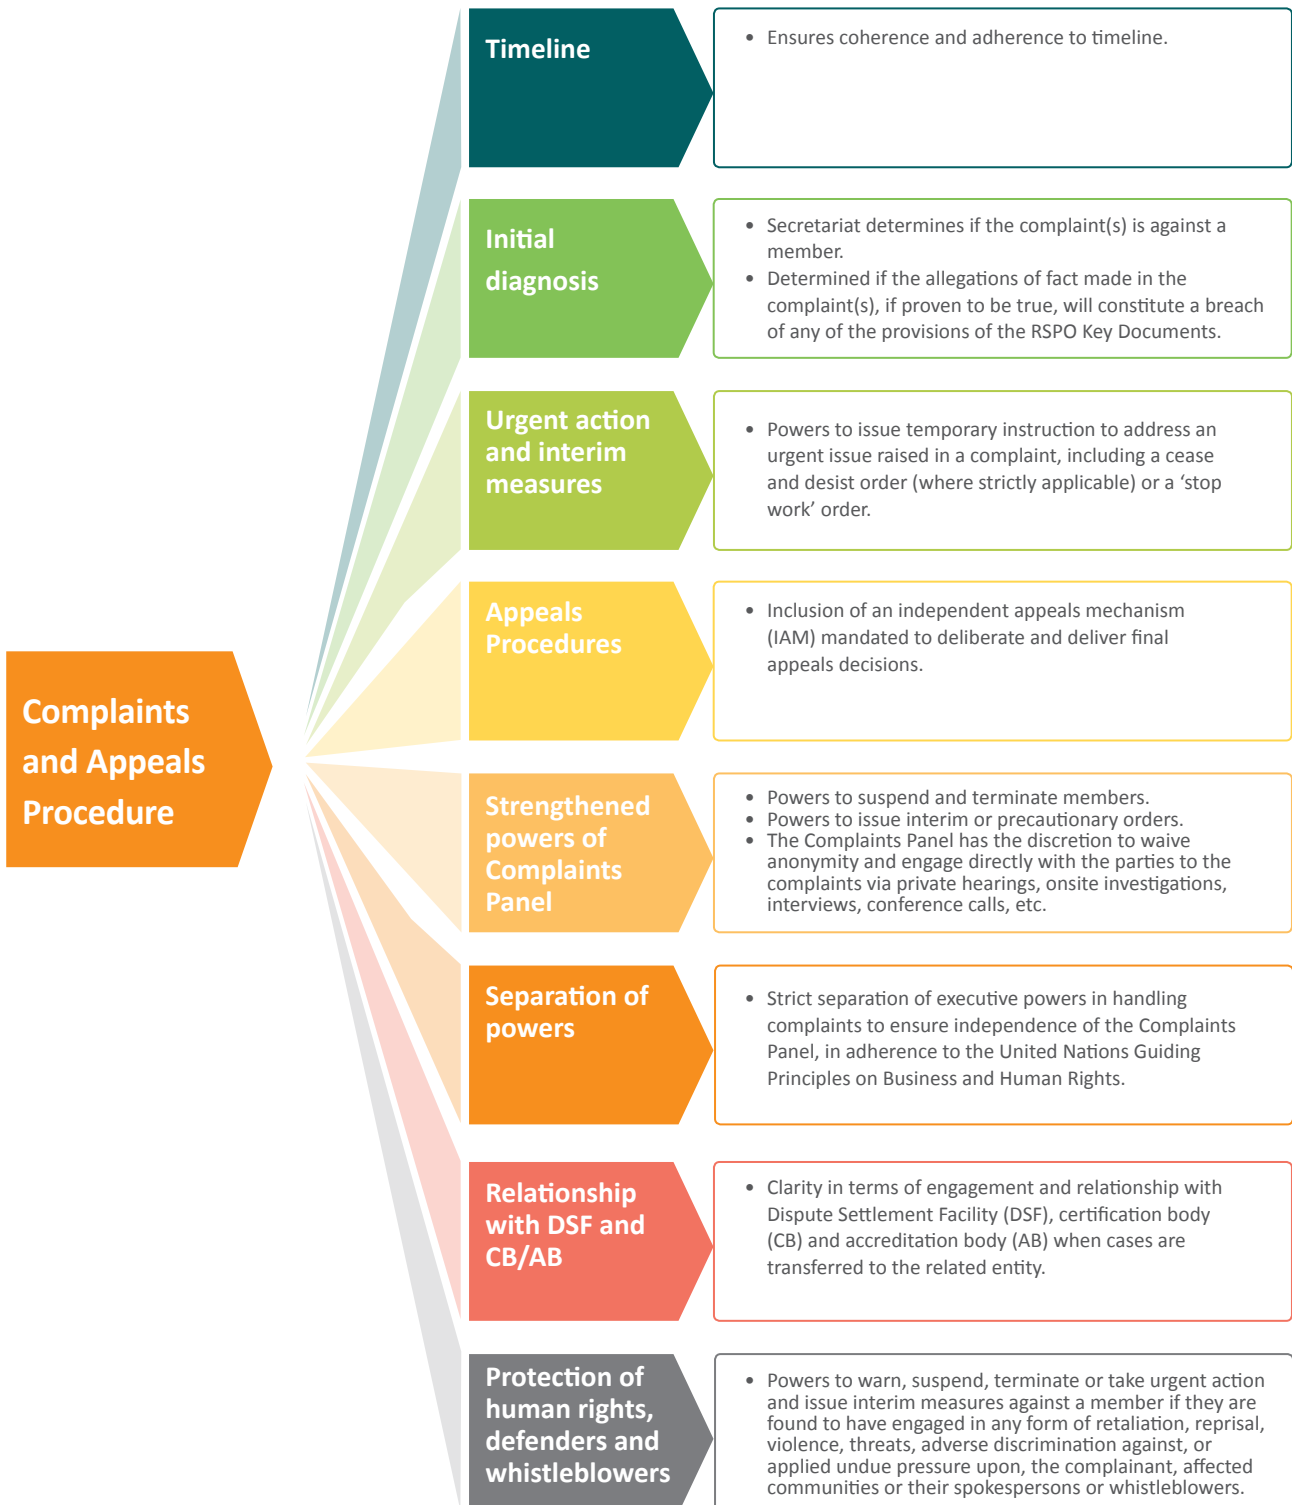 Timeline
• Ensures coherence and adherence to timeline.
Initial
diagnosis
• Secretariat determines if the complaint(s) is against a
member.
• Determined if the allegations of fact made in the
complaint(s), if proven to be true, will constitute a breach
of any of the provisions of the RSPO Key Documents.
Urgent action
and interim
measures
• Powers to issue temporary instruction to address an
urgent issue raised in a complaint, including a cease
and desist order (where strictly applicable) or a ‘stop
work’ order.
Appeals
Procedures
• Inclusion of an independent appeals mechanism
(IAM) mandated to deliberate and deliver final
appeals decisions.
Complaints
and Appeals
Procedure
Strengthened
powers of
Complaints
Panel
• Powers to suspend and terminate members.
• Powers to issue interim or precautionary orders.
• The Complaints Panel has the discretion to waive
anonymity and engage directly with the parties to the
complaints via private hearings, onsite investigations,
interviews, conference calls, etc.
Separation of
powers
• Strict separation of executive powers in handling
complaints to ensure independence of the Complaints
Panel, in adherence to the United Nations Guiding
Principles on Business and Human Rights.
Relationship
with DSF and
CB/AB
• Clarity in terms of engagement and relationship with
Dispute Settlement Facility (DSF), certification body
(CB) and accreditation body (AB) when cases are
transferred to the related entity.
Protection of
human rights,
defenders and
whistleblowers
• Powers to warn, suspend, terminate or take urgent action
and issue interim measures against a member if they are
found to have engaged in any form of retaliation, reprisal,
violence, threats, adverse discrimination against, or
applied undue pressure upon, the complainant, affected
communities or their spokespersons or whistleblowers.